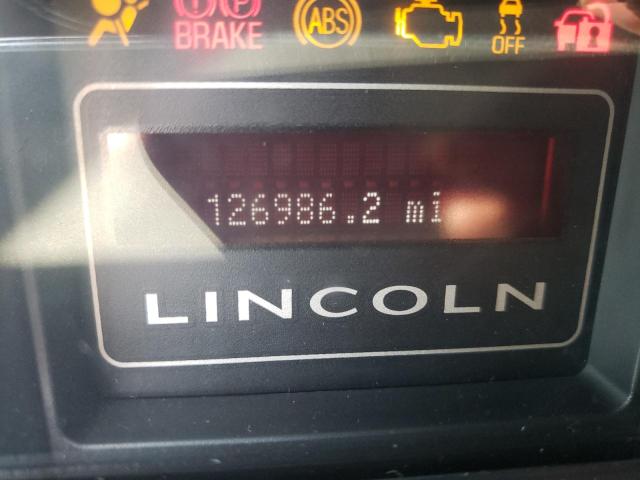 BRAKE
ABS
OFF
126986.2 mi
LINCOLN